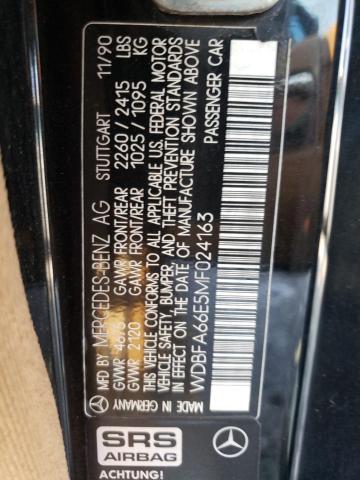 MFD BY MERCEDES-BENZ AG STUTTGART 11/90
GVWR 4675 GAWR FRONT/REAR 2260/2415 LBS
GVWR 2120 GAWR FRONT/REAR 1025/1095 KG
THIS VEHICLE CONFORMS TO ALL APPLICABLE U.S. FEDERAL MOTOR
VEHICLE SAFETY, BUMPER, AND THEFT PREVENTION STANDARDS
IN EFFECT ON THE DATE OF MANUFACTURE SHOWN ABOVE
WDBFA66E5MF024163 PASSENGER CAR
MADE IN GERMANY
SRS
AIRBAG
ACHTUNG!